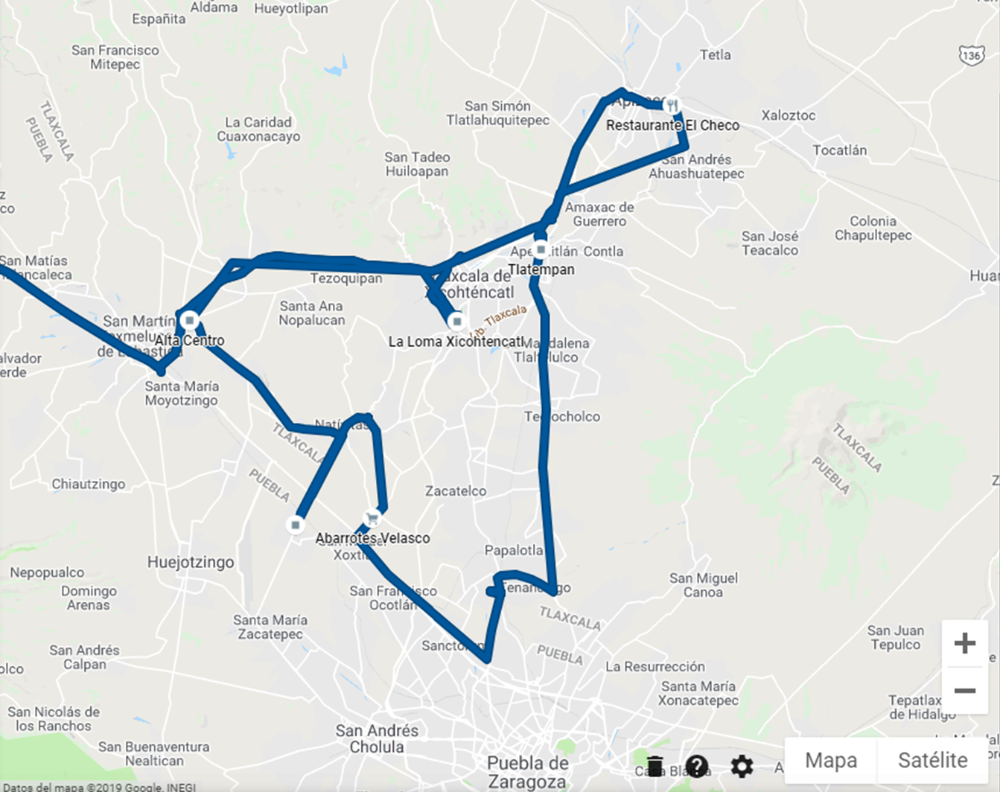 Aldama
Hueyotlipan
Españita
San Francisco
Mitepec
Tetla
136
TLAXCALA
PUEBLA
La Caridad
Cuaxonacayo
San Simón
Tlatlahuquitepec
Restaurante El Checo
Xaloztoc
Tocatlán
San Tadeo
Huiloapan
San Andrés
Ahuashuatepec
Amaxac de
Guerrero
Colonia
Chapultepec
San José
Teacalco
Contla
San Matías
Tlatempan
Tezoquipan
Xicohténcatl
Santa Ana
Nopalucan
Tlaxcala
San Martín
Alta Centro
La Loma Xicohtencatl
Santa María
Moyotzingo
TLAXCALA
PUEBLA
TLAXCALA
PUEBLA
Chiautzingo
Zacatelco
Abarrotes Velasco
Papalotla
Huejotzingo
Nepopualco
Domingo
Arenas
San Francisco
Ocotlán
San Miguel
Canoa
TLAXCALA
PUEBLA
Santa María
Zacatepec
San Juan
Tepulco
San Andrés
Calpan
La Resurrección
Santa María
Xonacatepec
San Nicolás de
los Ranchos
San Andrés
Cholula
San Buenaventura
Nealtican
Puebla de
Zaragoza
de Hidalgo
Mapa
Satélite
Datos del mapa ©2019 Google, INEGI